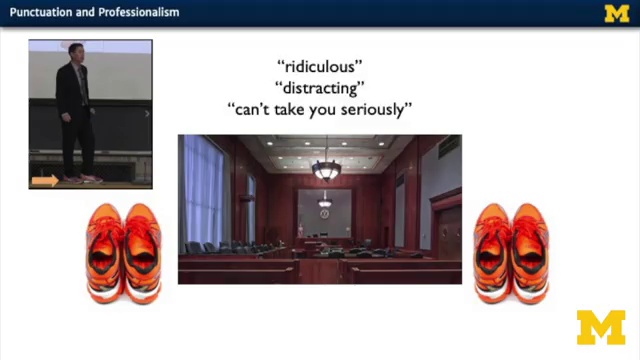 Punctuation and Professionalism
M
“ridiculous”
“distracting”
“can’t take you seriously”
M